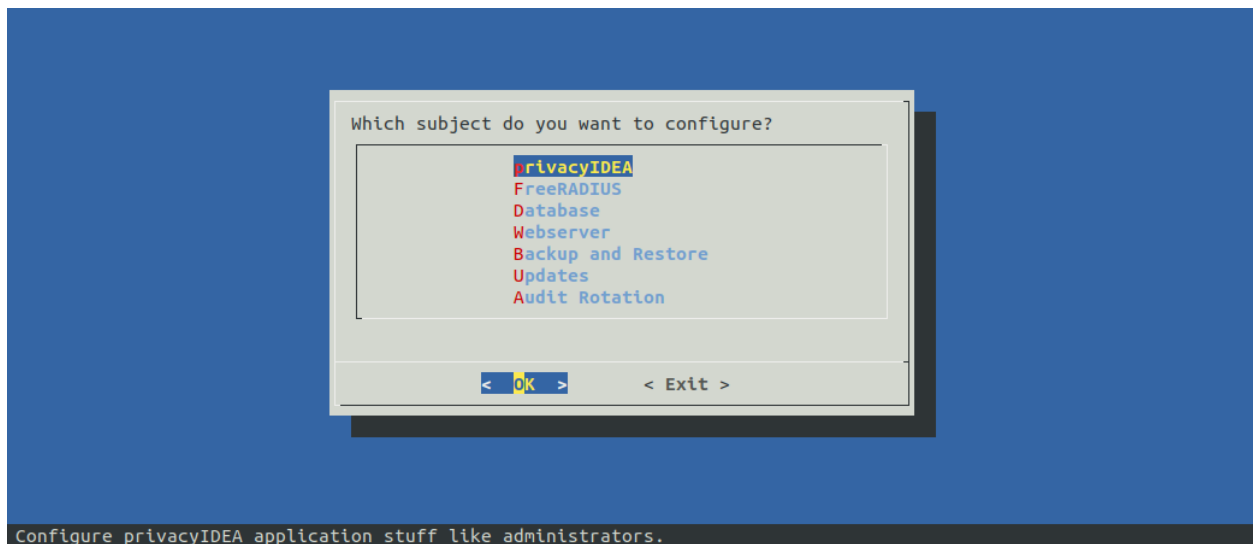 Which subject do you want to configure?
privacyIDEA
FreeRADIUS
Database
Webserver
Backup and Restore
Updates
Audit Rotation
< OK > < Exit >
Configure privacyIDEA application stuff like administrators.